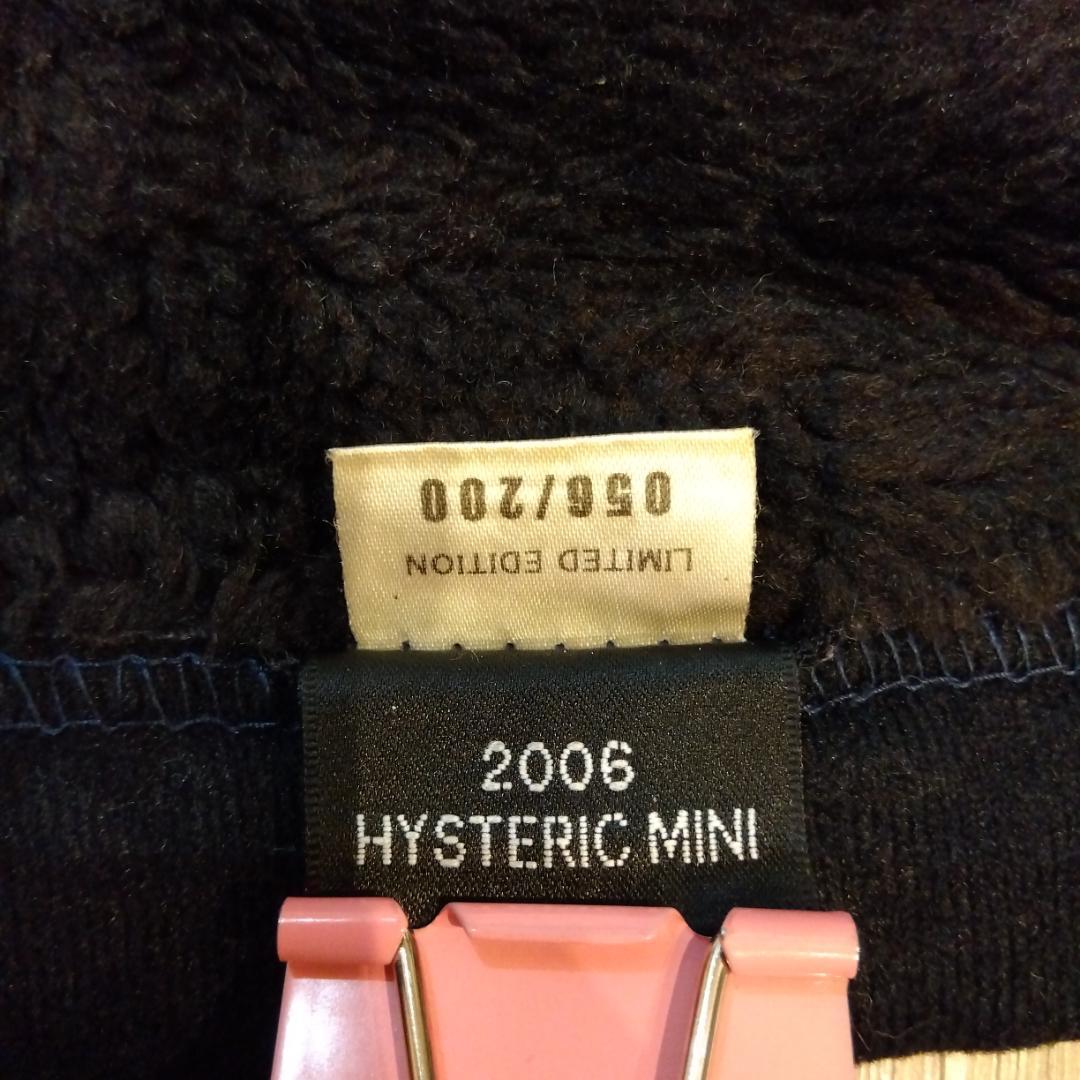 LIMITED EDITION
056/200
2006
HYSTERIC MINI